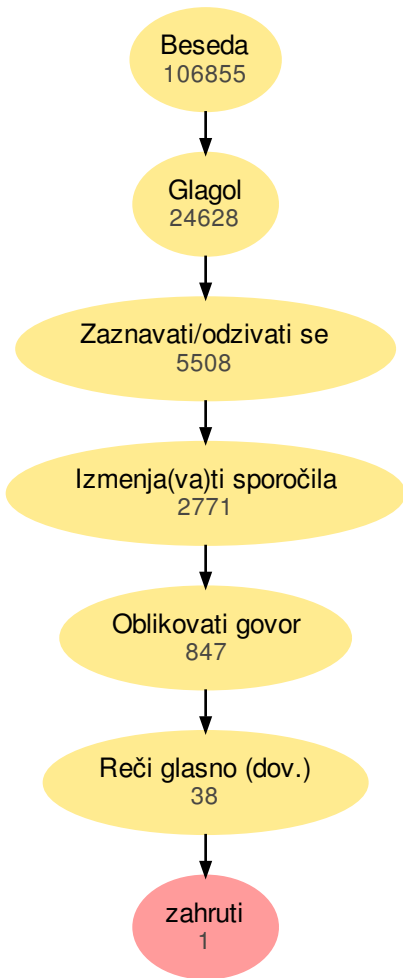 Beseda
106855
Glagol
24628
Zaznavati/odzivati se
5508
Izmenja(va)ti sporočila
2771
Oblikovati govor
847
Reči glasno (dov.)
38
zahruti
1